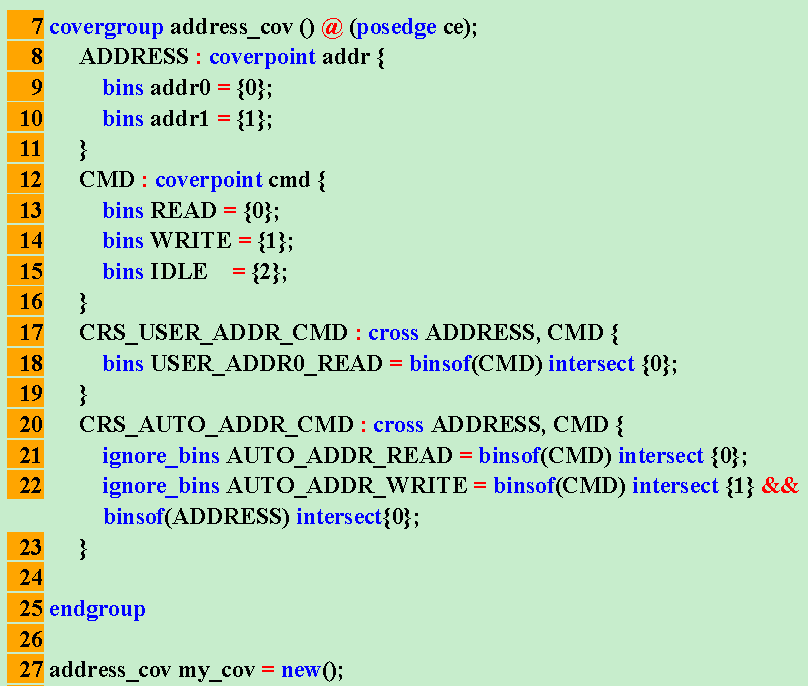 7 covergroup address_cov () @ (posedge ce);
8 ADDRESS : coverpoint addr {
9 bins addr0 = {0};
10 bins addr1 = {1};
11 }
12 CMD : coverpoint cmd {
13 bins READ = {0};
14 bins WRITE = {1};
15 bins IDLE = {2};
16 }
17 CRS_USER_ADDR_CMD : cross ADDRESS, CMD {
18 bins USER_ADDR0_READ = binsof(CMD) intersect {0};
19 }
20 CRS_AUTO_ADDR_CMD : cross ADDRESS, CMD {
21 ignore_bins AUTO_ADDR_READ = binsof(CMD) intersect {0};
22 ignore_bins AUTO_ADDR_WRITE = binsof(CMD) intersect {1} &&
binsof(ADDRESS) intersect{0};
23 }
24
25 endgroup
26
27 address_cov my_cov = new();